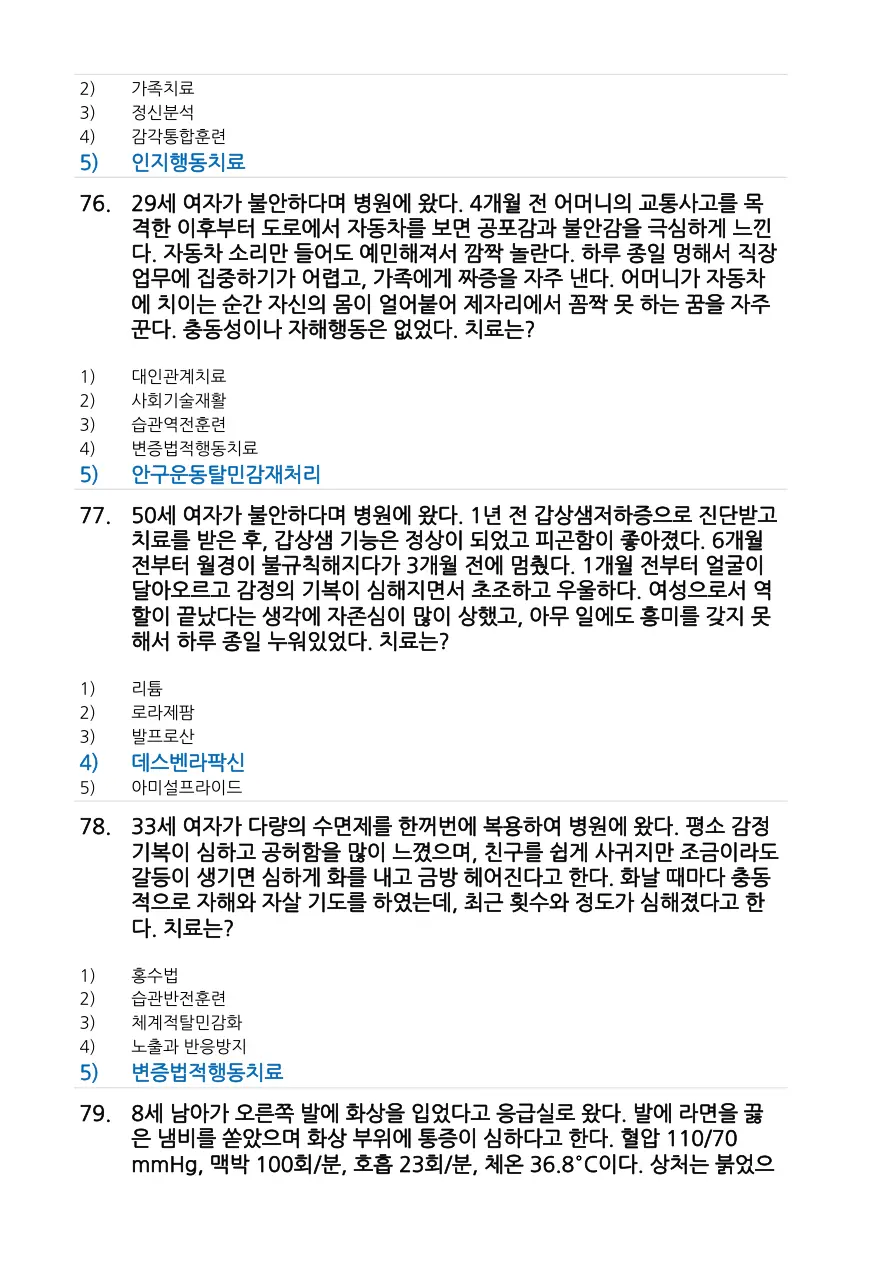 2) 가족치료
3) 정신분석
4) 감각통합훈련
5) 인지행동치료
76. 29세 여자가 불안하다며 병원에 왔다. 4개월 전 어머니의 교통사고를 목
격한 이후부터 도로에서 자동차를 보면 공포감과 불안감을 극심하게 느낀
다. 자동차 소리만 들어도 예민해져서 깜짝 놀란다. 하루 종일 멍해서 직장
업무에 집중하기가 어렵고, 가족에게 짜증을 자주 낸다. 어머니가 자동차
에 치이는 순간 자신의 몸이 얼어붙어 제자리에서 꼼짝 못 하는 꿈을 자주
꾼다. 충동성이나 자해행동은 없었다. 치료는?
1) 대인관계치료
2) 사회기술재활
3) 습관역전훈련
4) 변증법적행동치료
5) 안구운동탈민감재처리
77. 50세 여자가 불안하다며 병원에 왔다. 1년 전 갑상샘저하증으로 진단받고
치료를 받은 후, 갑상샘 기능은 정상이 되었고 피곤함이 좋아졌다. 6개월
전부터 월경이 불규칙해지다가 3개월 전에 멈췄다. 1개월 전부터 얼굴이
달아오르고 감정의 기복이 심해지면서 초조하고 우울하다. 여성으로서 역
할이 끝났다는 생각에 자존심이 많이 상했고, 아무 일에도 흥미를 갖지 못
해서 하루 종일 누워있었다. 치료는?
1) 리튬
2) 로라제팜
3) 발프로산
4) 데스벤라팍신
5) 아미설프라이드
78. 33세 여자가 다량의 수면제를 한꺼번에 복용하여 병원에 왔다. 평소 감정
기복이 심하고 공허함을 많이 느꼈으며, 친구를 쉽게 사귀지만 조금이라도
갈등이 생기면 심하게 화를 내고 금방 헤어진다고 한다. 화날 때마다 충동
적으로 자해와 자살 기도를 하였는데, 최근 횟수와 정도가 심해졌다고 한
다. 치료는?
1) 홍수법
2) 습관반전훈련
3) 체계적탈민감화
4) 노출과 반응방지
5) 변증법적행동치료
79. 8세 남아가 오른쪽 발에 화상을 입었다고 응급실로 왔다. 발에 라면을 끓
은 냄비를 쏟았으며 화상 부위에 통증이 심하다고 한다. 혈압 110/70
mmHg, 맥박 100회/분, 호흡 23회/분, 체온 36.8°C이다. 상처는 붉었으